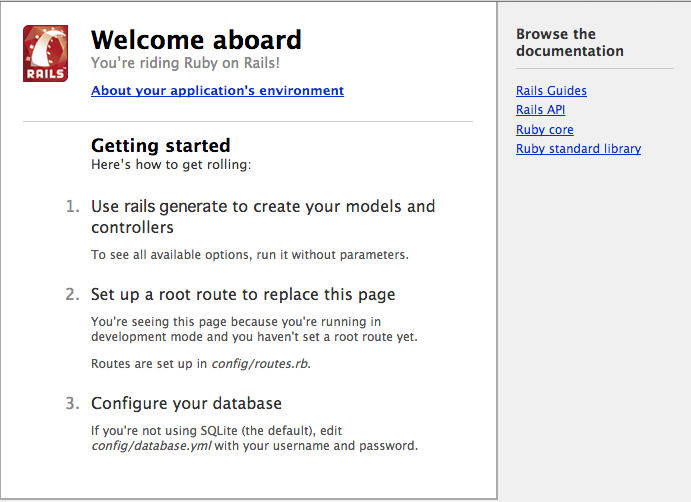 RAILS
Welcome aboard
You're riding Ruby on Rails!
About your application's environment
Getting started
Here's how to get rolling:
1. Use rails generate to create your models and
controllers
To see all available options, run it without parameters.
2. Set up a root route to replace this page
You're seeing this page because you're running in
development mode and you haven't set a root route yet.
Routes are set up in config/routes.rb.
3. Configure your database
If you're not using SQLite (the default), edit
config/database.yml with your username and password.
Browse the
documentation
Rails Guides
Rails API
Ruby core
Ruby standard library